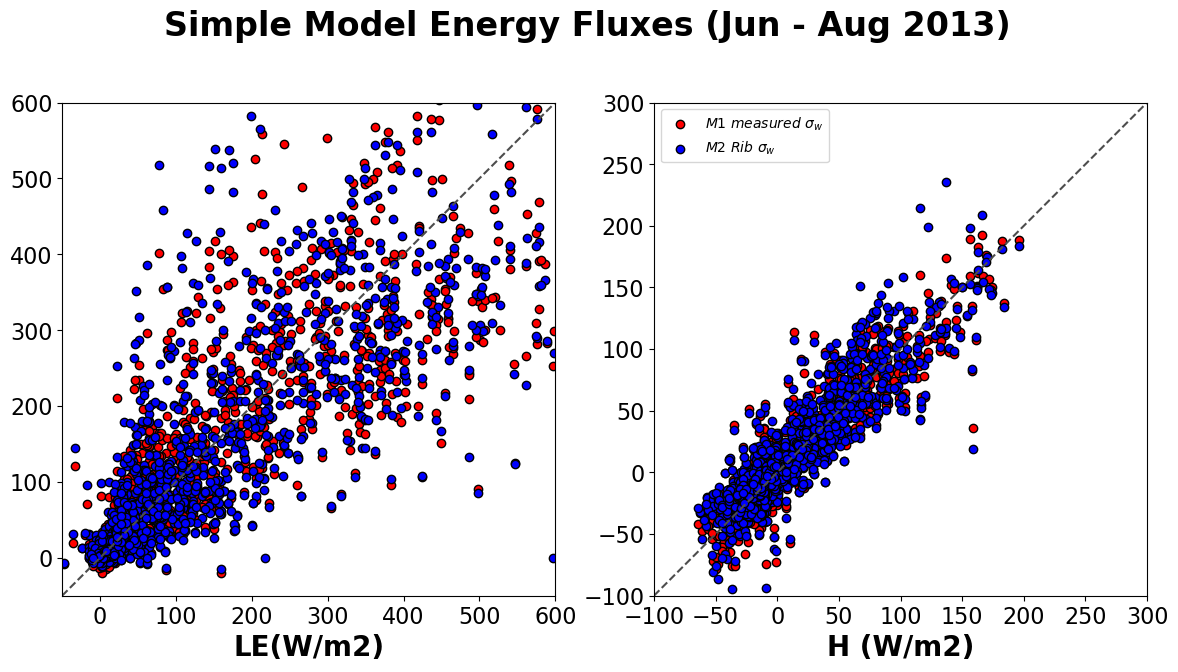 Simple Model Energy Fluxes (Jun - Aug 2013)
600
500
400
300
200
100
0
0 100 200 300 400 500 600
LE(W/m2)
300
250
200
150
100
50
0
−50
−100
M1 measured σw
M2 Rib σw
−100 −50 0 50 100 150 200 250 300
H (W/m2)